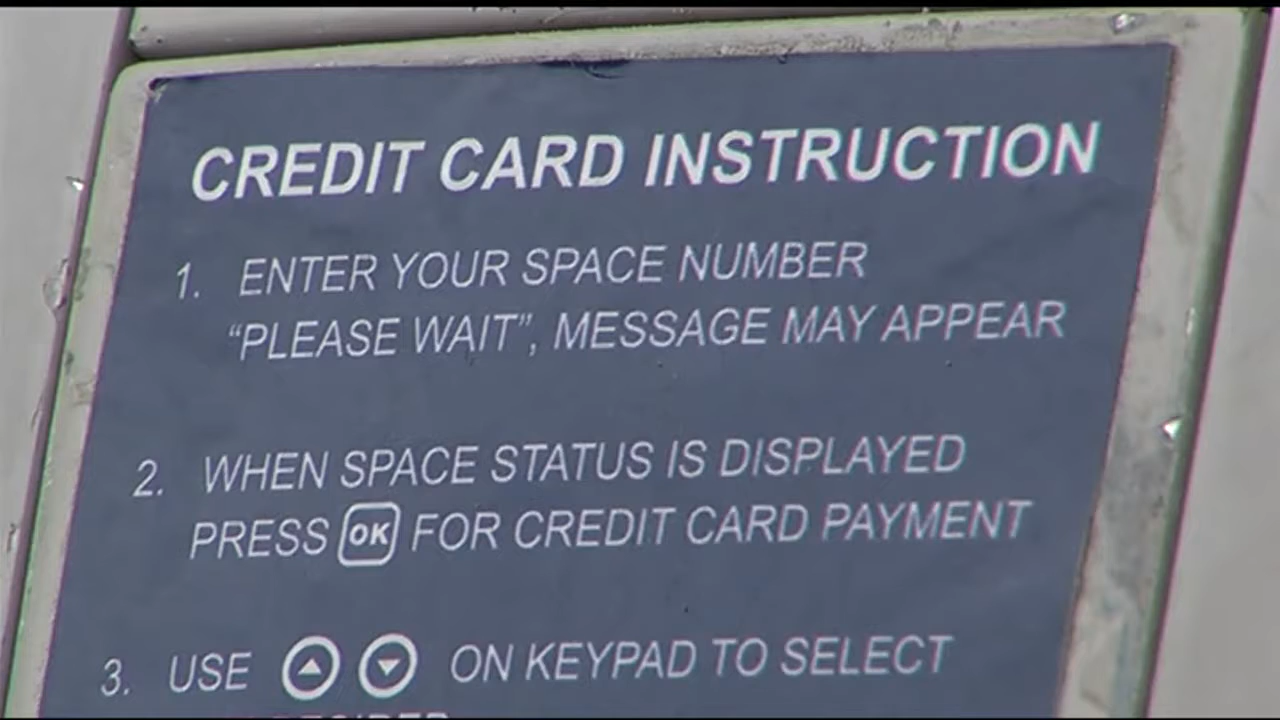 CREDIT CARD INSTRUCTION
1. ENTER YOUR SPACE NUMBER
“PLEASE WAIT”, MESSAGE MAY APPEAR
2. WHEN SPACE STATUS IS DISPLAYED
PRESS OK FOR CREDIT CARD PAYMENT
3. USE ON KEYPAD TO SELECT